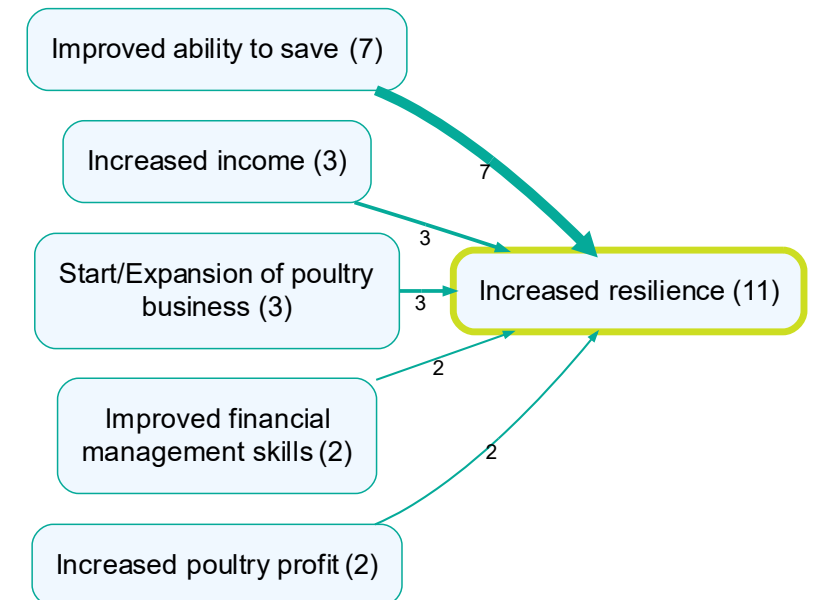 Improved ability to save (7)
7
Increased income (3)
3
Start/Expansion of poultry
business (3)
3
Increased resilience (11)
2
Improved financial
management skills (2)
2
Increased poultry profit (2)